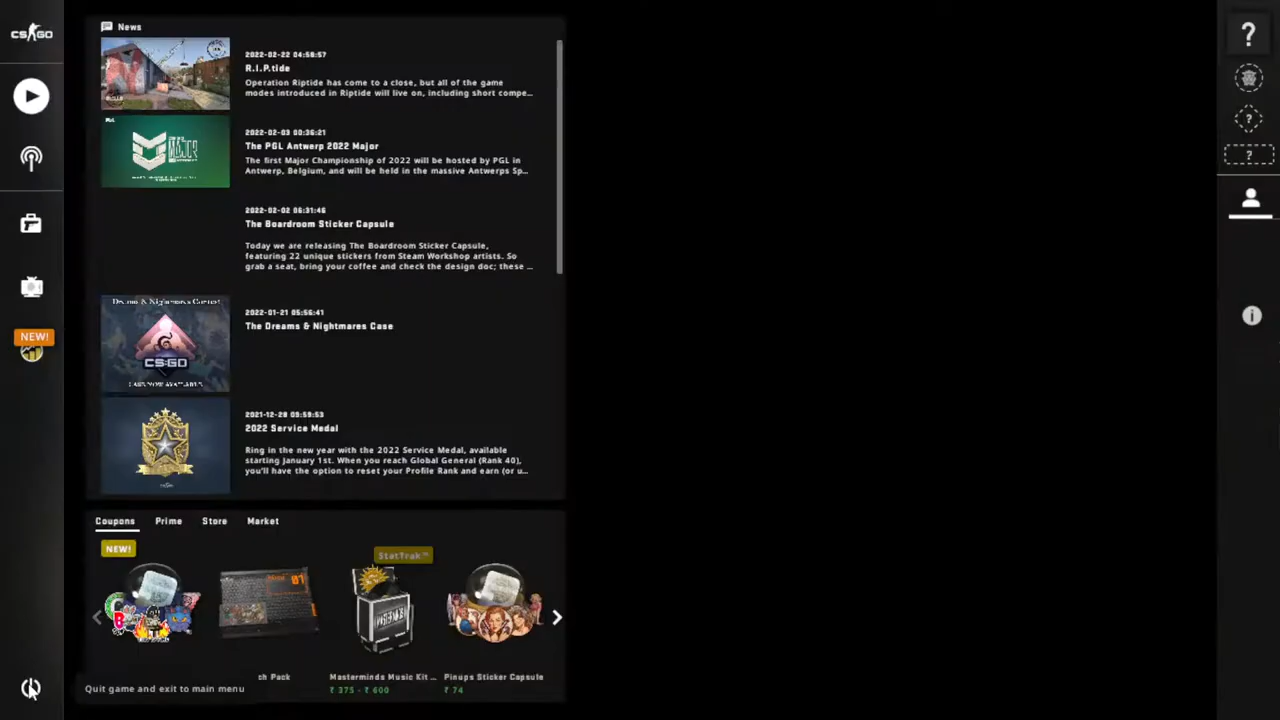 CS GO
News
2022-02-22 04:58:57
R.I.P.tide
Operation Riptide has come to a close, but all of the game
modes introduced in Riptide will live on, including short compe...
2022-02-03 00:36:21
The PGL Antwerp 2022 Major
The first Major Championship of 2022 will be hosted by PGL in
Antwerp, Belgium, and will be held in the massive Antwerps Sp...
2022-02-02 05:31:46
The Boardroom Sticker Capsule
Today we are releasing The Boardroom Sticker Capsule,
featuring 22 unique stickers from Steam Workshop artists. So
grab a seat, bring your coffee and check the design doc; these ...
NEW!
Dreams & Nightmares Contest
CS:GO
2022-01-21 05:56:41
The Dreams & Nightmares Case
2021-12-28 09:59:53
2022 Service Medal
Ring in the new year with the 2022 Service Medal, available
starting January 1st. When you reach Global General (Rank 40),
you'll have the option to reset your Profile Rank and earn (or u...
Coupons Prime Store Market
NEW!
StatTrak™
01
ch Pack
Masterminds Music Kit ...
Pinups Sticker Capsule
₹ 375 - ₹ 600
₹ 74
Quit game and exit to main menu